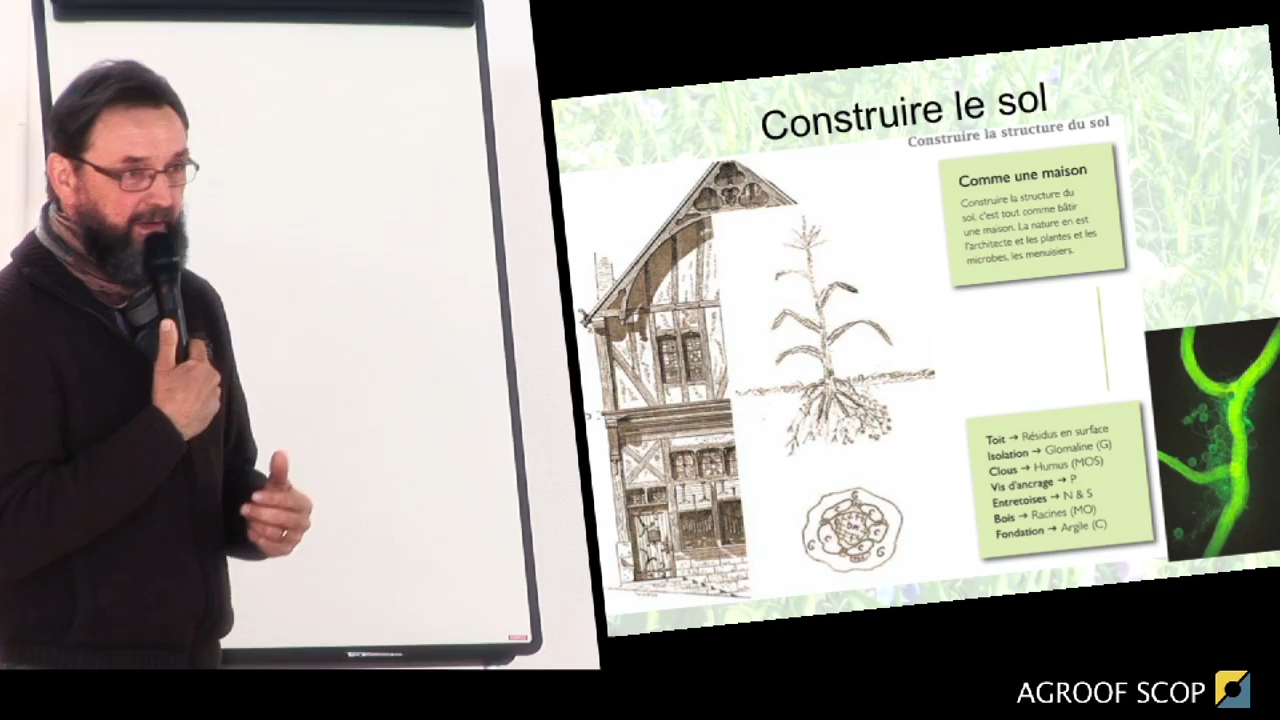 Construire le sol
Construire la structure du sol
Comme une maison
Construire la structure du
sol, c'est tout comme bâtir
une maison. La nature en est
l'architecte et les plantes et les
microbes, les menuisiers.
Toit → Résidus en surface
Isolation → Glomaline (G)
Clous → Humus (MOS)
Vis d'ancrage → P
Entretoises → N & S
Bois → Racines (MO)
Fondation → Argile (C)
AGROOF SCOP